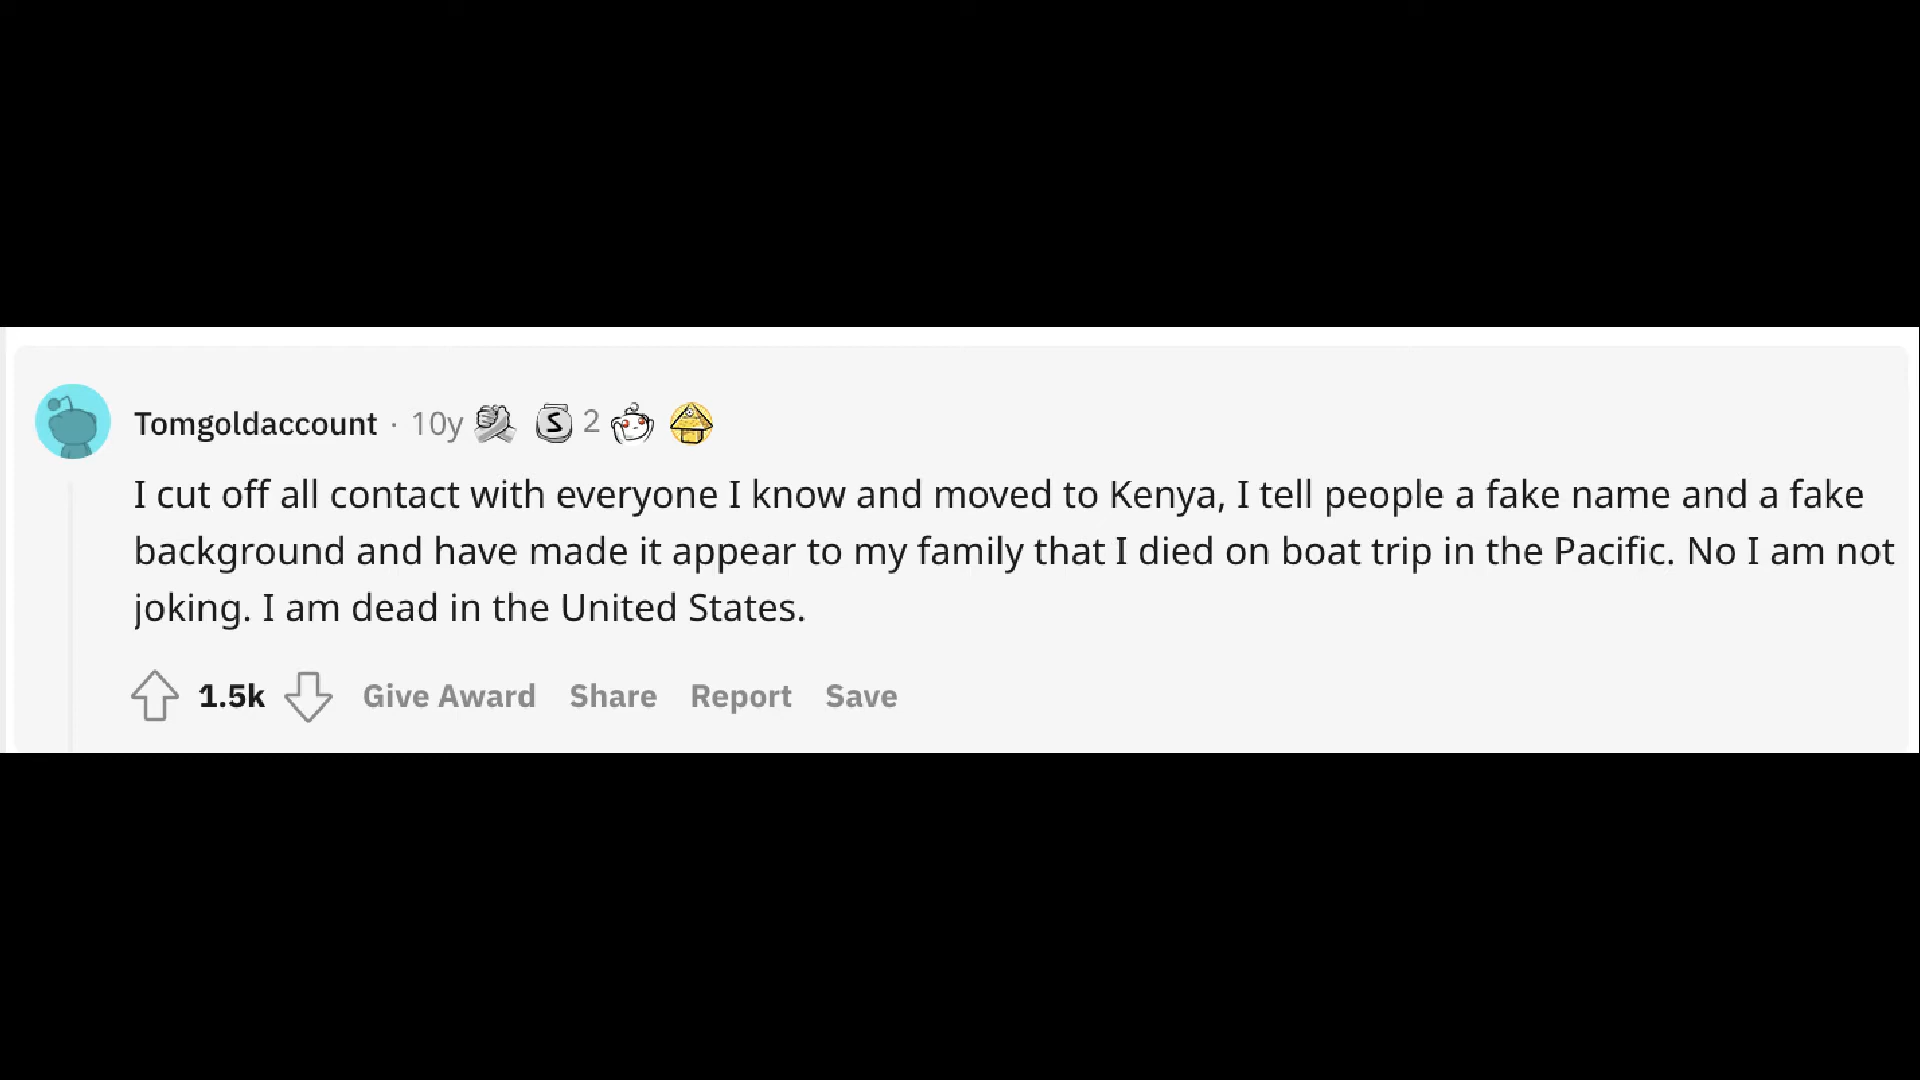 Tomgoldaccount · 10y S 2
I cut off all contact with everyone I know and moved to Kenya, I tell people a fake name and a fake
background and have made it appear to my family that I died on boat trip in the Pacific. No I am not
joking. I am dead in the United States.
1.5k Give Award Share Report Save